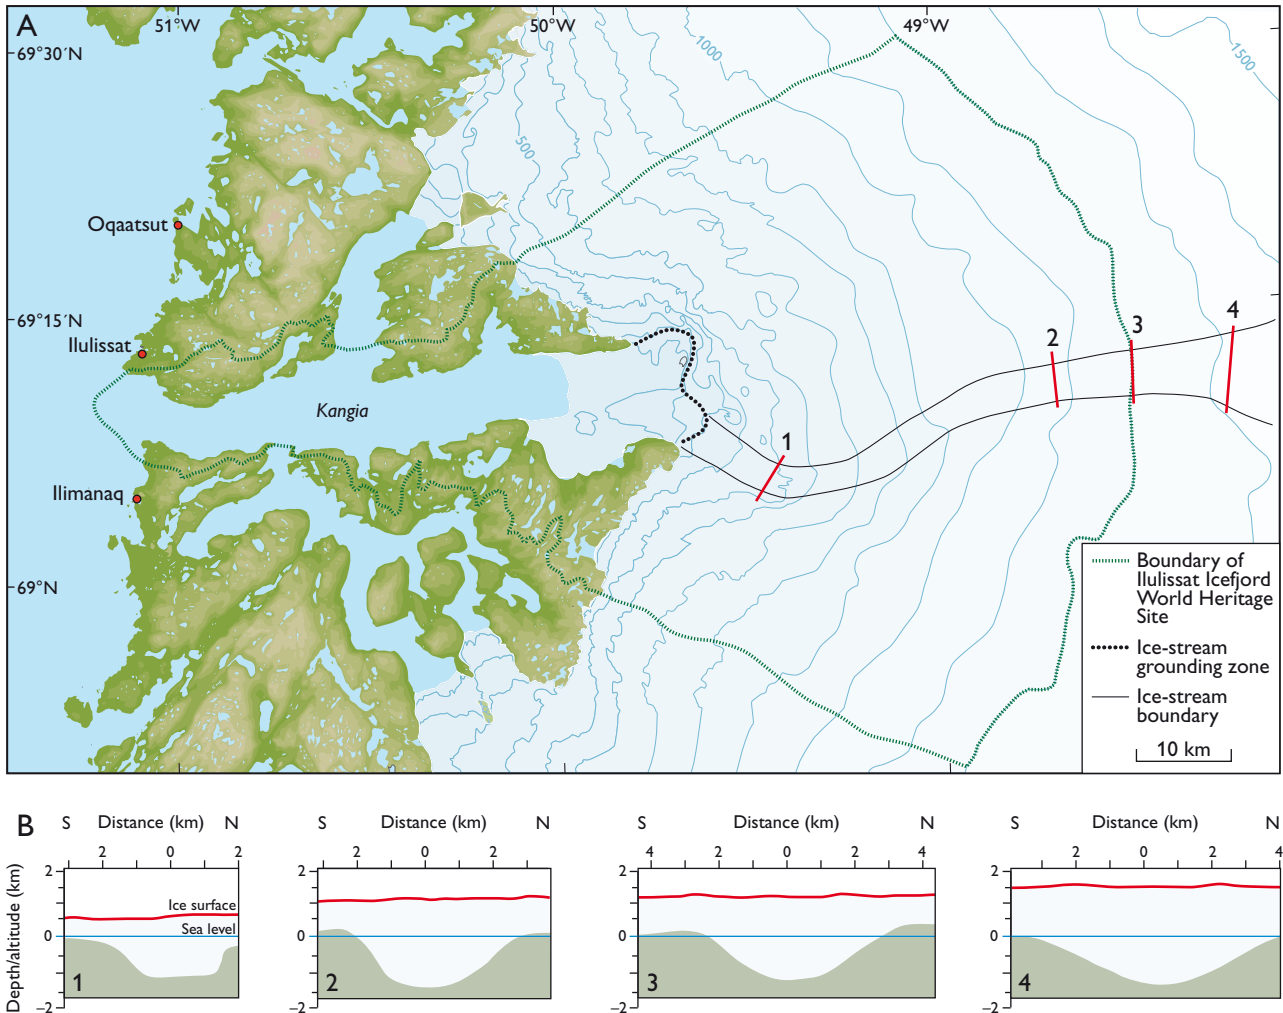 A
51°W
50°W
49°W
69°30´N
1000
1500
500
Oqaatsut
69°15´N
Ilulissat
Kangia
Ilimanaq
69°N
1
2
3
4
Boundary of
Ilulissat Icefjord
World Heritage
Site
Ice-stream
grounding zone
Ice-stream
boundary
10 km
B
S Distance (km) N
S Distance (km) N
S Distance (km) N
S Distance (km) N
2 0 2
2 0 2
4 2 0 2 4
2 0 2 4
Depth/altitude (km)
2
0
–2
Ice surface
Sea level
1
2
0
–2
2
2
0
–2
3
2
0
–2
4